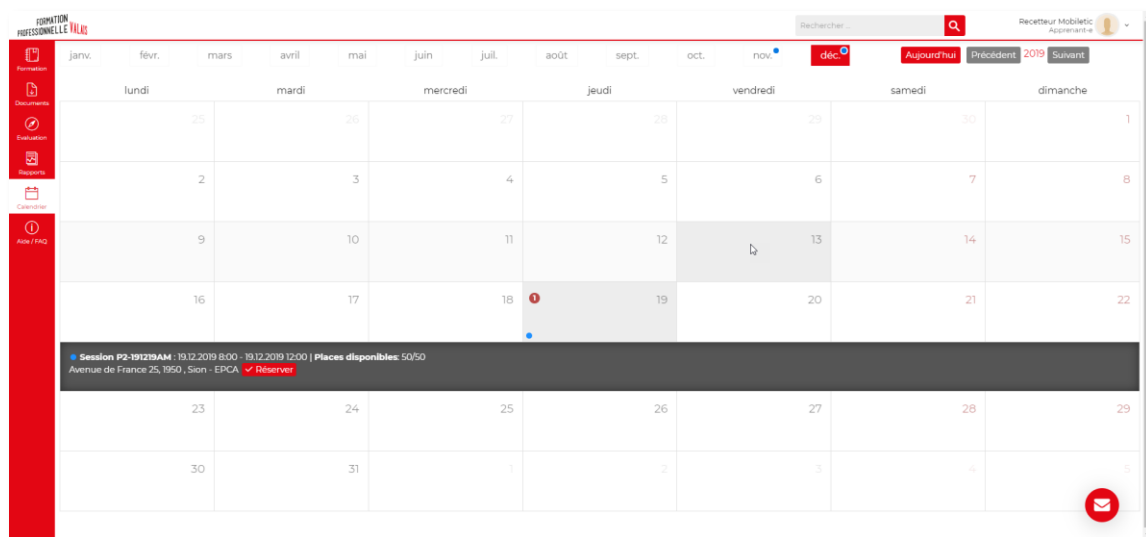 FORMATION
PROFESSIONNELLE VALAIS
Rechercher ...
Recetteur Mobiletic
Apprenant·e
Formation
Documents
Evaluation
Rapports
Calendrier
Aide / FAQ
janv. févr. mars avril mai juin juil. août sept. oct. nov. déc. Aujourd'hui Précédent 2019 Suivant
lundi mardi mercredi jeudi vendredi samedi dimanche
25 26 27 28 29 30 1
2 3 4 5 6 7 8
9 10 11 12 13 14 15
16 17 18 1 19 20 21 22
Session P2-191219AM : 19.12.2019 8:00 - 19.12.2019 12:00 | Places disponibles: 50/50
Avenue de France 25, 1950 , Sion - EPCA Réserver
23 24 25 26 27 28 29
30 31 1 2 3 4 5